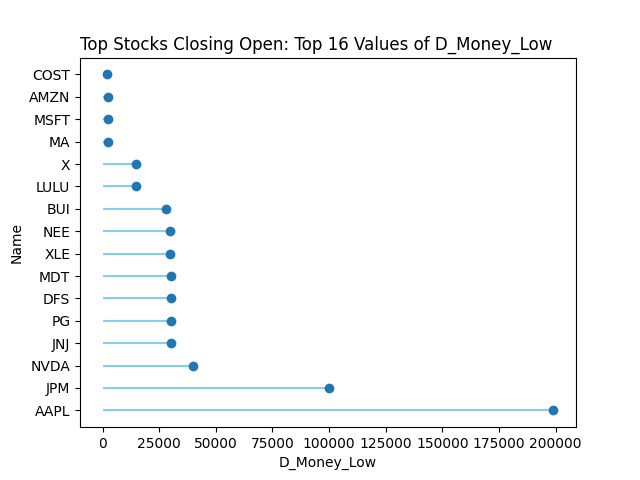 Top Stocks Closing Open: Top 16 Values of D_Money_Low
COST
AMZN
MSFT
MA
X
LULU
BUI
NEE
XLE
MDT
DFS
PG
JNJ
NVDA
JPM
AAPL
Name
0 25000 50000 75000 100000 125000 150000 175000 200000
D_Money_Low